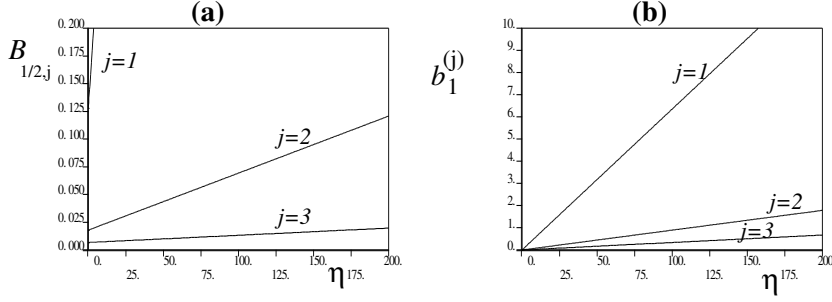 (a)
B 1/2,j
0.200
0.175
0.150
0.125
0.100
0.075
0.050
0.025
0.000
j=1
j=2
j=3
0. 50. 100. 150. 200.
25. 75. 125. 175.
η
(b)
b1(j)
10.
9.
8.
7.
6.
5.
4.
3.
2.
1.
0.
j=1
j=2
j=3
0. 50. 100. 150. 200.
25. 75. 125. 175.
η